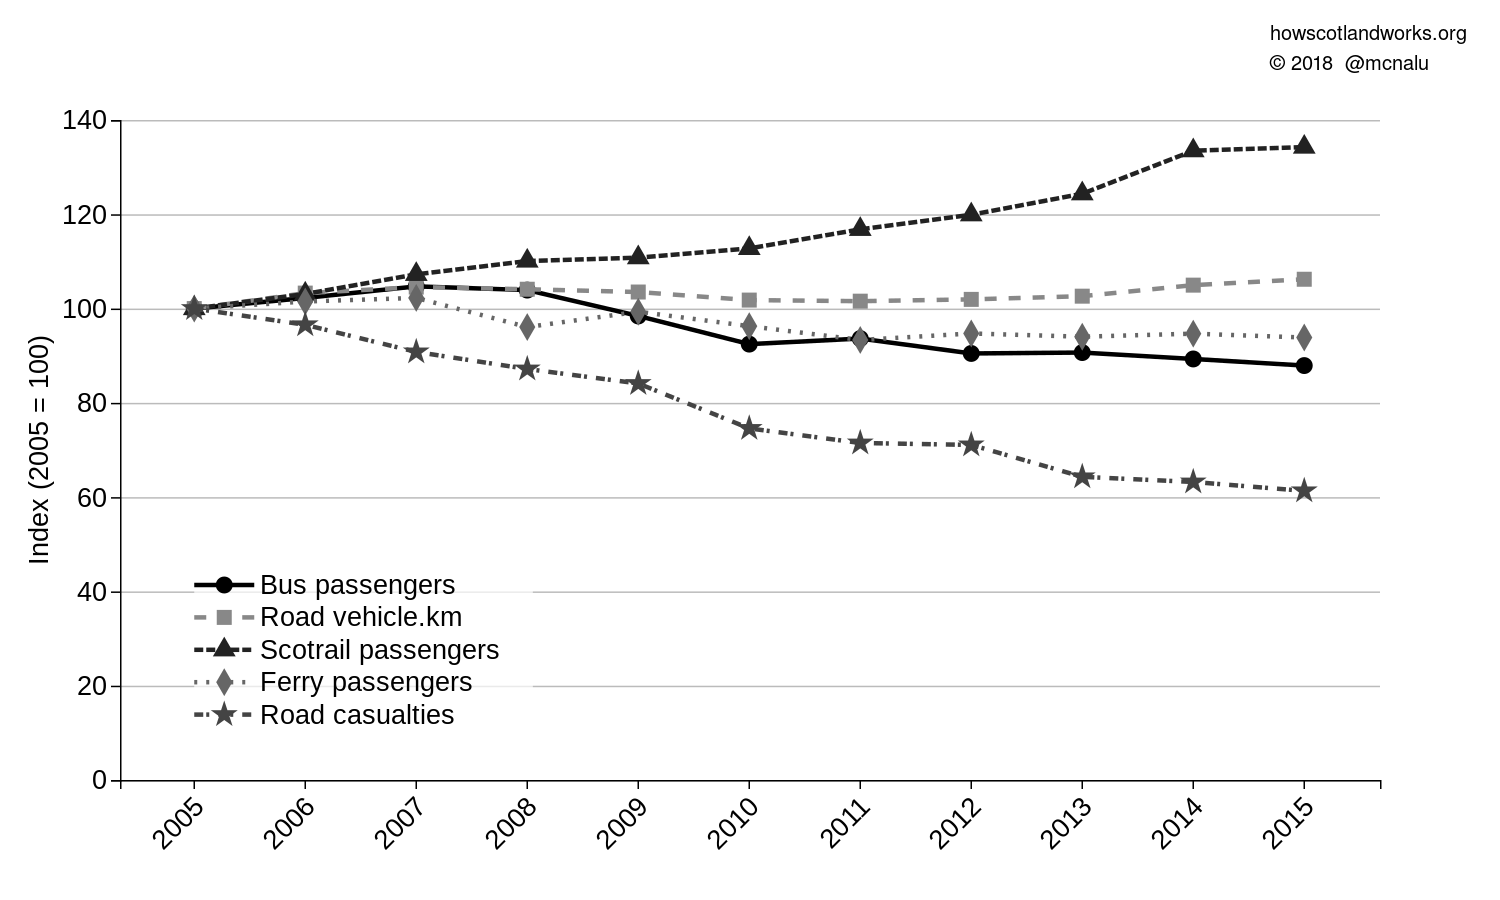 howscotlandworks.org
© 2018 @mcnalu
140
120
100
80
60
40
20
0
Index (2005 = 100)
Bus passengers
Road vehicle.km
Scotrail passengers
Ferry passengers
Road casualties
2005
2006
2007
2008
2009
2010
2011
2012
2013
2014
2015